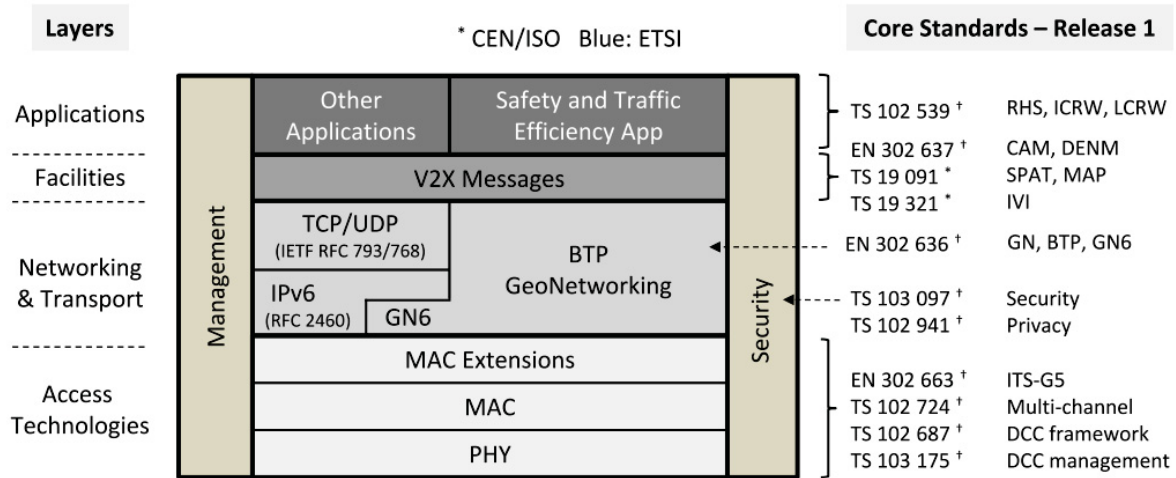 Layers
* CEN/ISO Blue: ETSI
Core Standards – Release 1
Applications
Facilities
Networking
& Transport
Access
Technologies
Management
Other
Applications
Safety and Traffic
Efficiency App
V2X Messages
TCP/UDP
(IETF RFC 793/768)
IPv6
(RFC 2460)
GN6
BTP
GeoNetworking
MAC Extensions
MAC
PHY
Security
TS 102 539 † RHS, ICRW, LCRW
EN 302 637 † CAM, DENM
TS 19 091 * SPAT, MAP
TS 19 321 * IVI
EN 302 636 † GN, BTP, GN6
TS 103 097 † Security
TS 102 941 † Privacy
EN 302 663 † ITS-G5
TS 102 724 † Multi-channel
TS 102 687 † DCC framework
TS 103 175 † DCC management